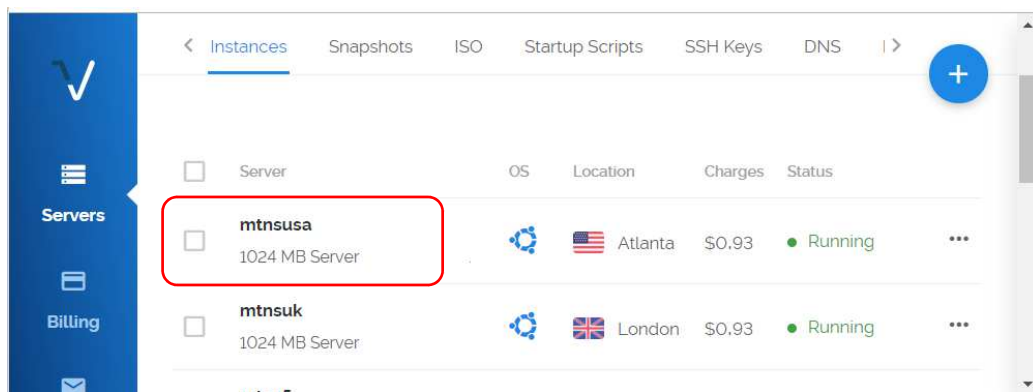 Instances Snapshots ISO Startup Scripts SSH Keys DNS
+
Server OS Location Charges Status
Servers
mtnsusa
1024 MB Server Atlanta $0.93 Running
Billing
mtnsuk
1024 MB Server London $0.93 Running